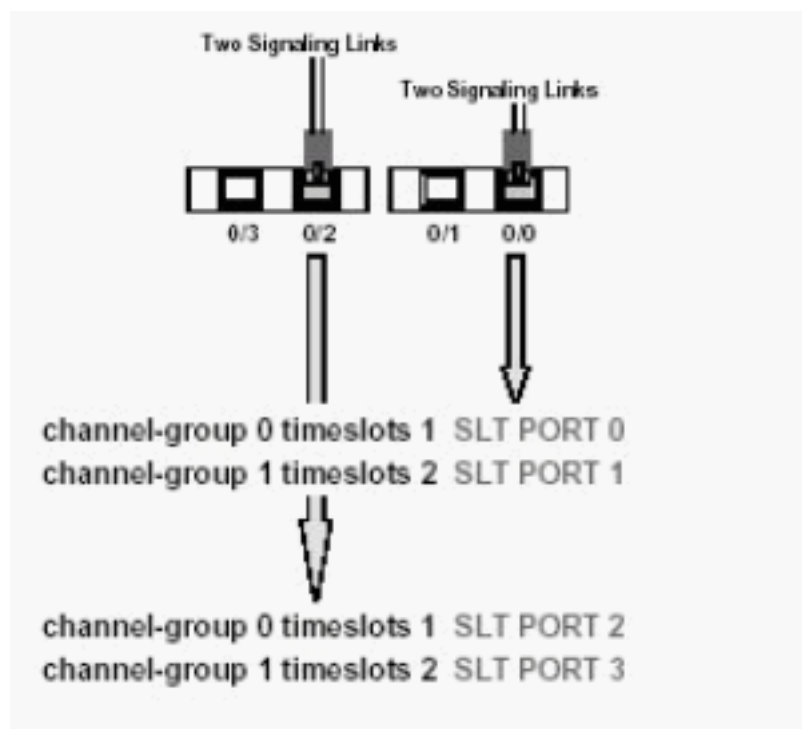 Two Signaling Links
Two Signaling Links
0/3 0/2 0/1 0/0
channel-group 0 timeslots 1 SLT PORT 0
channel-group 1 timeslots 2 SLT PORT 1
channel-group 0 timeslots 1 SLT PORT 2
channel-group 1 timeslots 2 SLT PORT 3